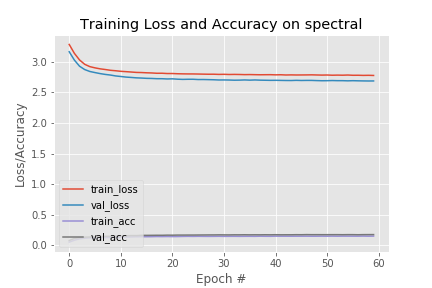 Training Loss and Accuracy on spectral
Loss/Accuracy
3.0
2.5
2.0
1.5
1.0
0.5
0.0
train_loss
val_loss
train_acc
val_acc
0 10 20 30 40 50 60
Epoch #